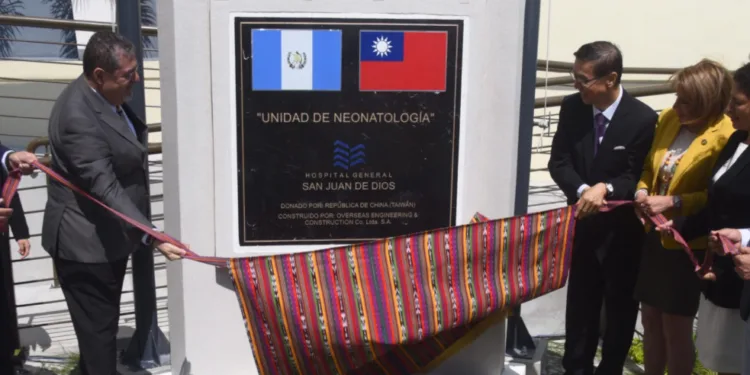 "UNIDAD DE NEONATOLOGÍA"
HOSPITAL GENERAL
SAN JUAN DE DIOS
DONADO POR: REPÚBLICA DE CHINA (TAIWÁN)
CONSTRUIDO POR: OVERSEAS ENGINEERING &
CONSTRUCTION Co. Ltda. S.A.